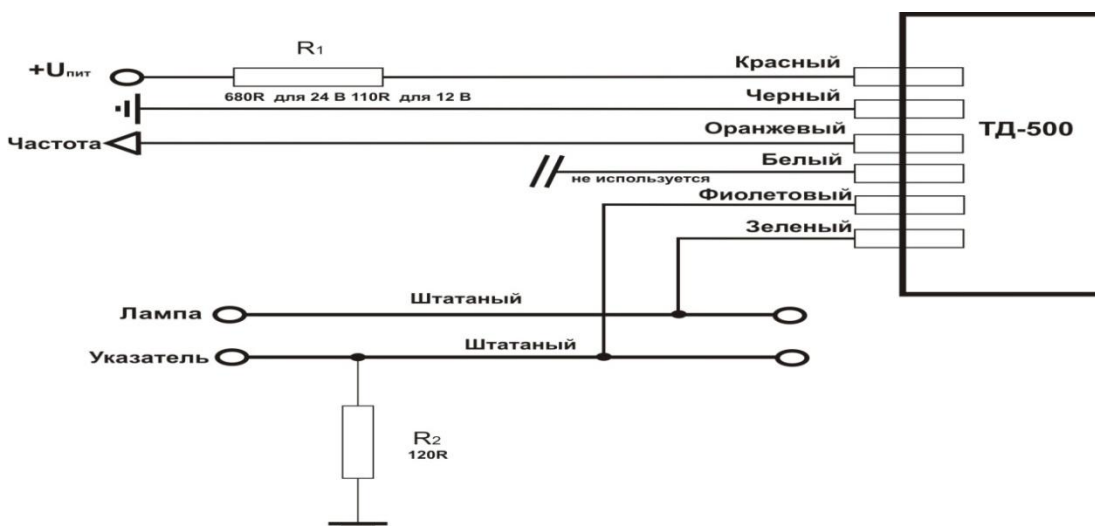 R1
+Uпит
680R для 24 В 110R для 12 В
Красный
Черный
Частота
Оранжевый
ТД-500
Белый
не используется
Фиолетовый
Зеленый
Штатаный
Лампа
Штатаный
Указатель
R2
120R